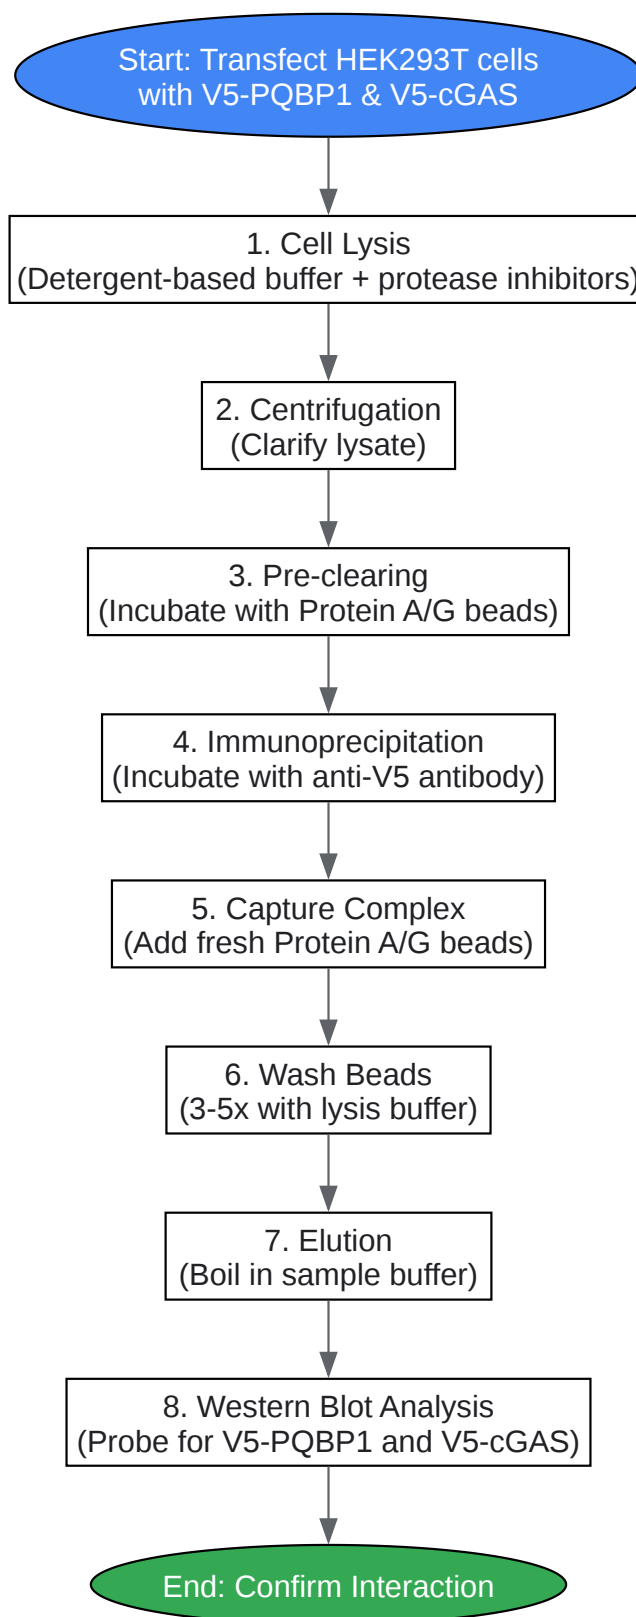 Start: Transfect HEK293T cells
with V5-PQBP1 & V5-cGAS
1. Cell Lysis
(Detergent-based buffer + protease inhibitors)
2. Centrifugation
(Clarify lysate)
3. Pre-clearing
(Incubate with Protein A/G beads)
4. Immunoprecipitation
(Incubate with anti-V5 antibody)
5. Capture Complex
(Add fresh Protein A/G beads)
6. Wash Beads
(3-5x with lysis buffer)
7. Elution
(Boil in sample buffer)
8. Western Blot Analysis
(Probe for V5-PQBP1 and V5-cGAS)
End: Confirm Interaction